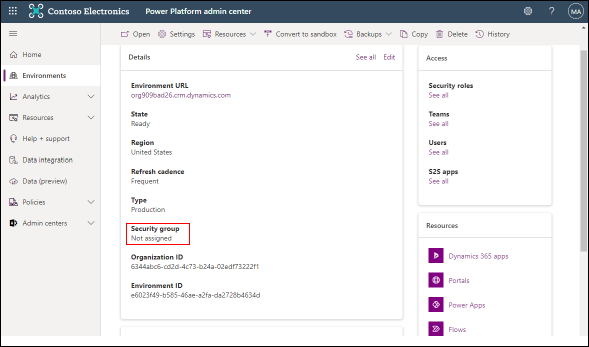 Contoso Electronics Power Platform admin center ? MA
Open Settings Resources Convert to sandbox Backups Copy Delete History
Home
Environments
Analytics
Resources
Help + support
Data integration
Data (preview)
Policies
Admin centers
Details See all Edit
Environment URL
org909bad26.crm.dynamics.com
State
Ready
Region
United States
Refresh cadence
Frequent
Type
Production
Security group
Not assigned
Organization ID
6344abc6-cd2d-4c73-b24a-02edf73222f1
Environment ID
e6023f49-b585-46ae-a2fa-da2728b4634d
Access
Security roles
See all
Teams
See all
Users
See all
S2S apps
See all
Resources
Dynamics 365 apps
Portals
Power Apps
Flows